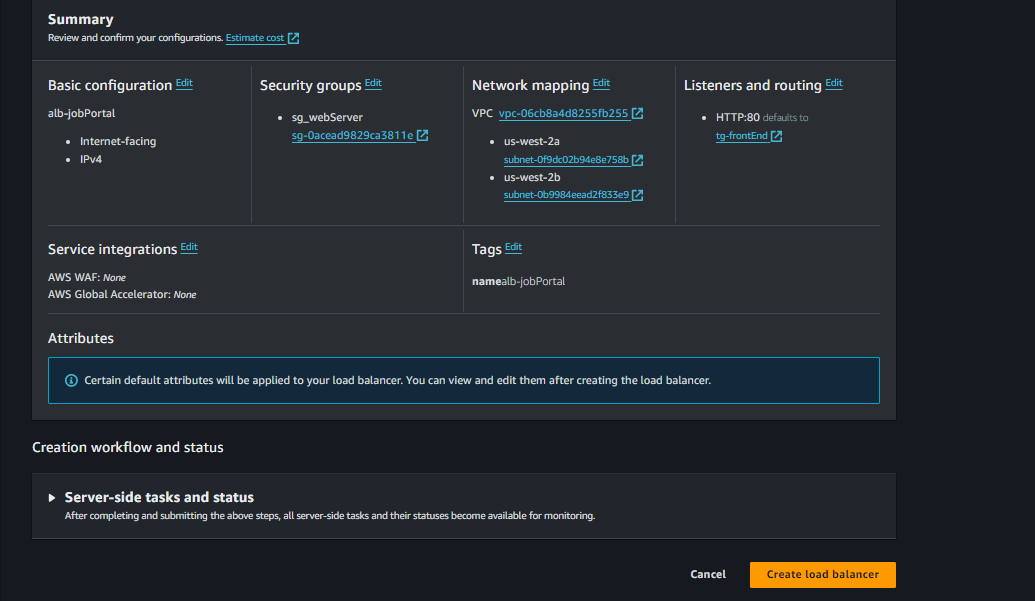 Summary
Review and confirm your configurations. Estimate cost
Basic configuration Edit
alb-jobPortal
Internet-facing
IPv4
Security groups Edit
sg_webServer
sg-0acead9829ca3811e
Network mapping Edit
VPC vpc-06cb8a4d8255fb255
us-west-2a
subnet-0f9dc02b94e8e758b
us-west-2b
subnet-0b9984eead2f833e9
Listeners and routing Edit
HTTP:80 defaults to
tg-frontEnd
Service integrations Edit
AWS WAF: None
AWS Global Accelerator: None
Tags Edit
namealb-jobPortal
Attributes
Certain default attributes will be applied to your load balancer. You can view and edit them after creating the load balancer.
Creation workflow and status
Server-side tasks and status
After completing and submitting the above steps, all server-side tasks and their statuses become available for monitoring.
Cancel
Create load balancer